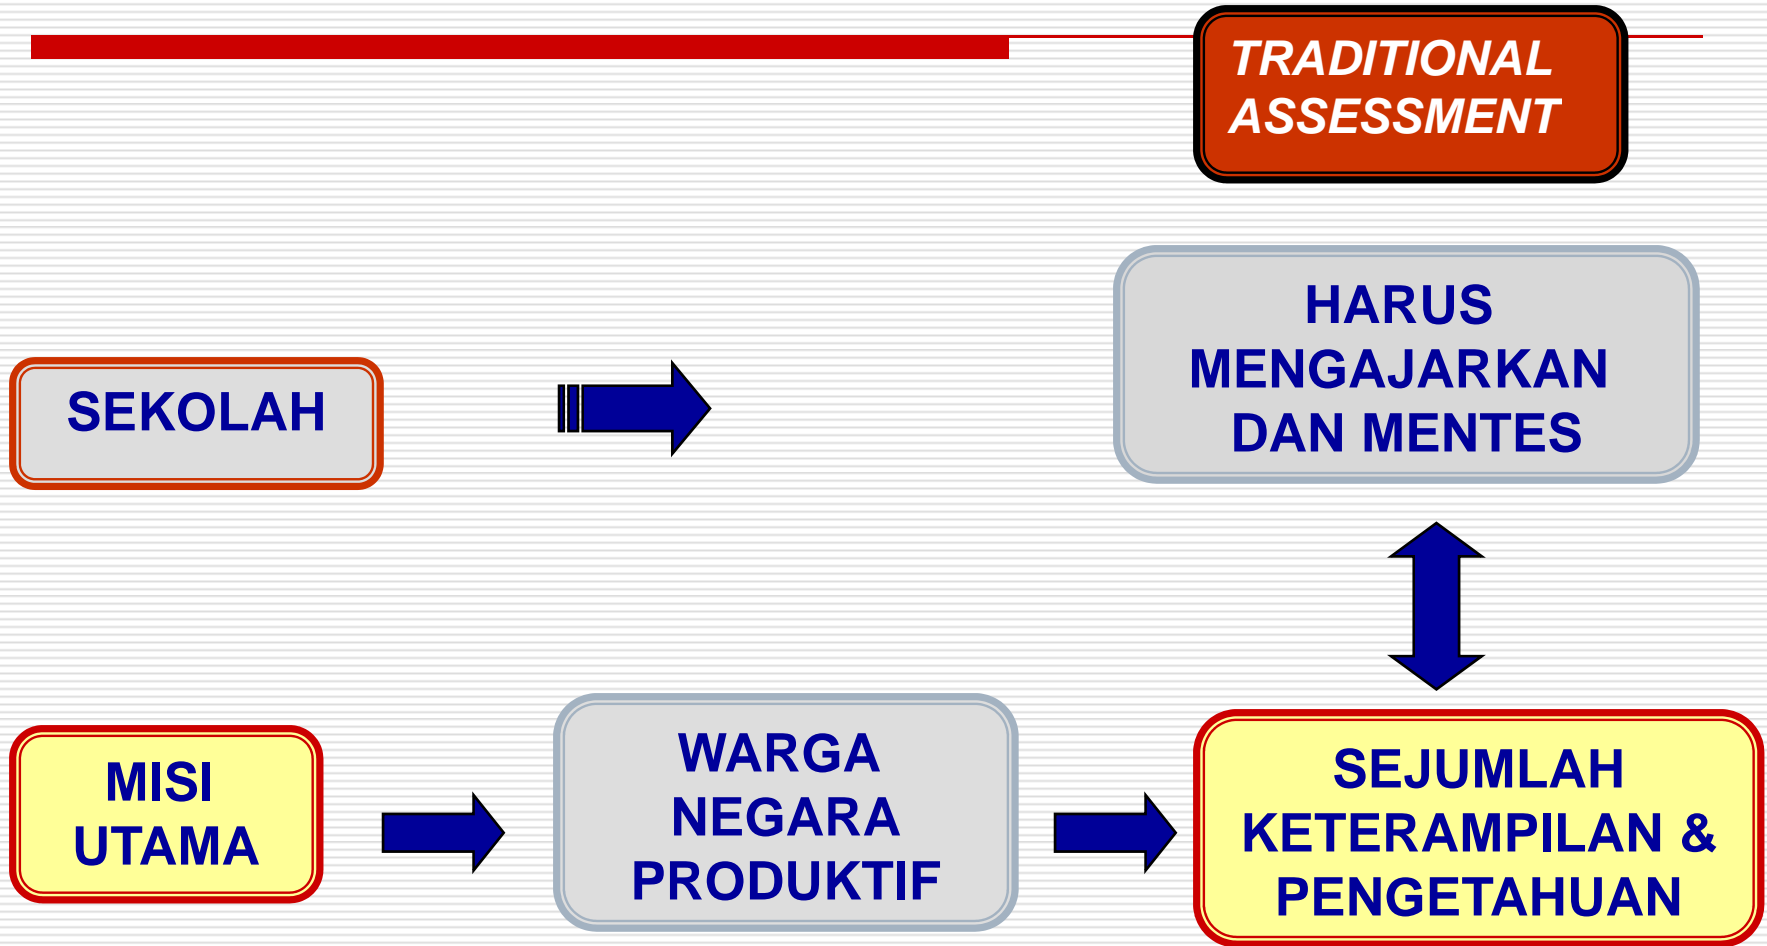 TRADITIONAL
ASSESSMENT
SEKOLAH
HARUS
MENGAJARKAN
DAN MENTES
MISI
UTAMA
WARGA
NEGARA
PRODUKTIF
SEJUMLAH
KETERAMPILAN &
PENGETAHUAN